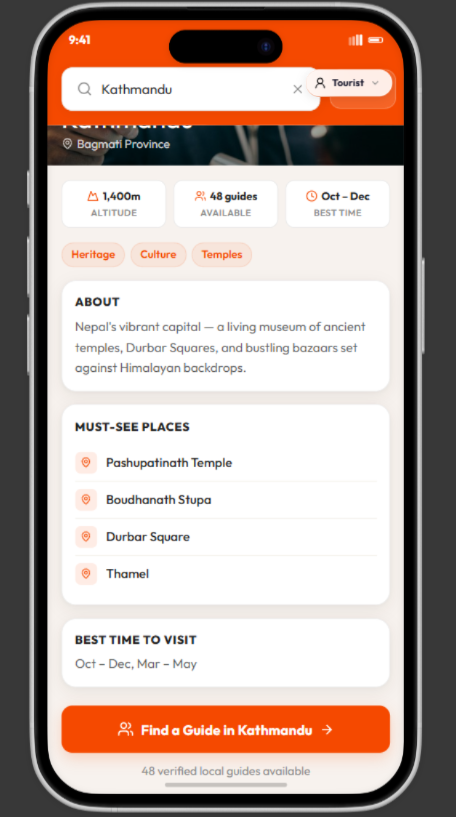 9:41
Kathmandu
Tourist
Kathmandu
Bagmati Province
1,400m
ALTITUDE
48 guides
AVAILABLE
Oct – Dec
BEST TIME
Heritage
Culture
Temples
ABOUT
Nepal's vibrant capital — a living museum of ancient
temples, Durbar Squares, and bustling bazaars set
against Himalayan backdrops.
MUST-SEE PLACES
Pashupatinath Temple
Boudhanath Stupa
Durbar Square
Thamel
BEST TIME TO VISIT
Oct – Dec, Mar – May
Find a Guide in Kathmandu →
48 verified local guides available